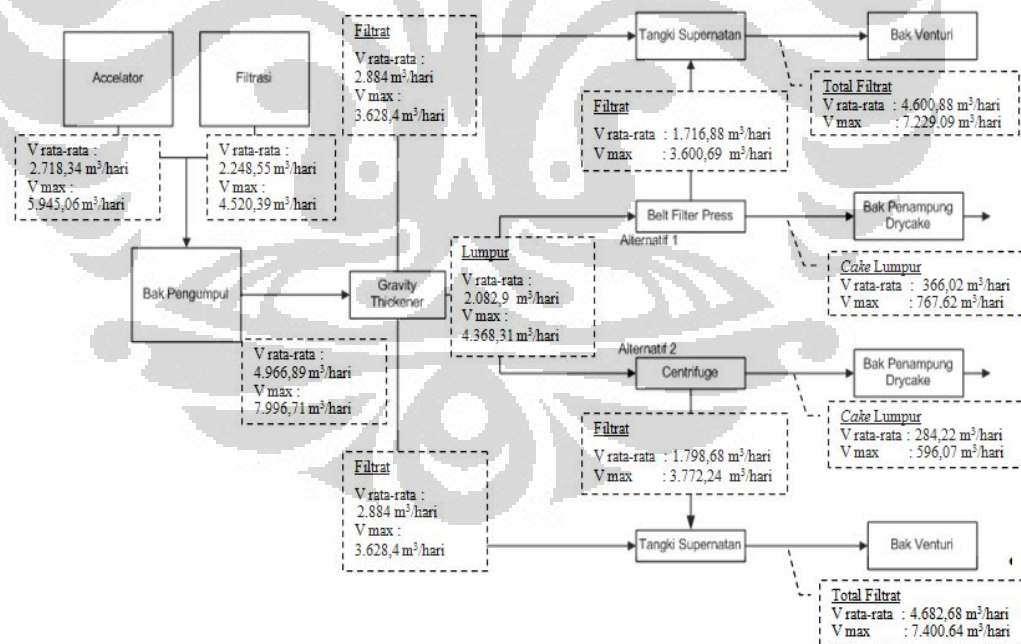 Accelator
Filtrasi
V rata-rata :
2.718,34 m³/hari
V max :
5.945,06 m³/hari
V rata-rata :
2.248,55 m³/hari
V max :
4.520,39 m³/hari
Bak Pengumpul
V rata-rata :
4.966,89 m³/hari
V max:
7.996,71 m³/hari
Gravity
Thickener
Filtrat
V rata-rata :
2.884 m³/hari
V max :
3.628,4 m³/hari
Lumpur
V rata-rata :
2.082,9 m³/hari
V max :
4.368,31 m³/hari
Filtrat
V rata-rata :
2.884 m³/hari
V max :
3.628,4 m³/hari
Tangki Supernatan
Bak Venturi
Total Filtrat
V rata-rata : 4.600,88 m³/hari
V max : 7.229,09 m³/hari
Filtrat
V rata-rata : 1.716,88 m³/hari
V max : 3.600,69 m³/hari
Belt Filter Press
Alternatif 1
Bak Penampung
Drycake
Cake Lumpur
V rata-rata : 366,02 m³/hari
V max : 767,62 m³/hari
Alternatif 2
Centrifuge
Bak Penampung
Drycake
Cake Lumpur
V rata-rata : 284,22 m³/hari
V max : 596,07 m³/hari
Filtrat
V rata-rata : 1.798,68 m³/hari
V max : 3.772,24 m³/hari
Tangki Supernatan
Bak Venturi
Total Filtrat
V rata-rata : 4.682,68 m³/hari
V max : 7.400,64 m³/hari